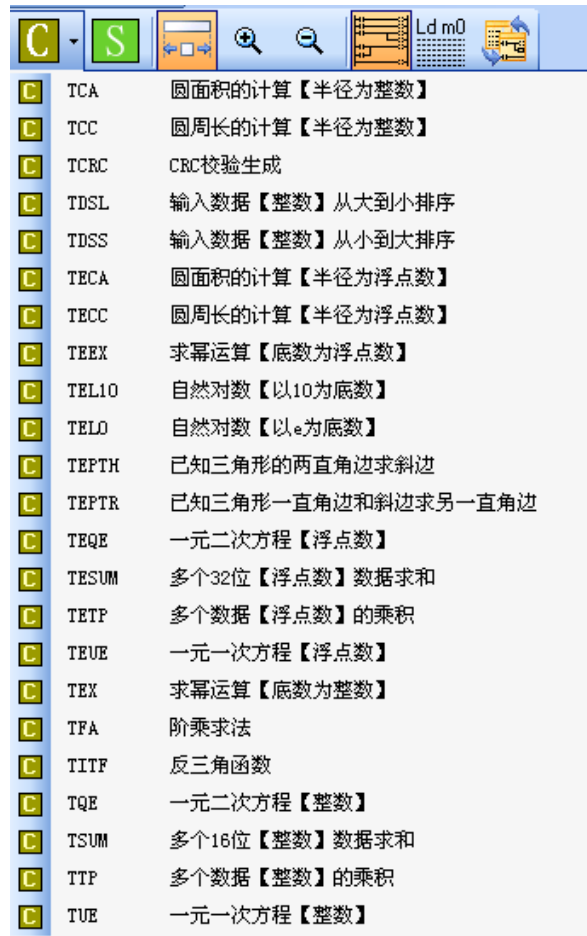 C S Ld m0
C TCA 圆面积的计算【半径为整数】
C TCC 圆周长的计算【半径为整数】
C TCRC CRC校验生成
C TDSL 输入数据【整数】从大到小排序
C TDSS 输入数据【整数】从小到大排序
C TECA 圆面积的计算【半径为浮点数】
C TECC 圆周长的计算【半径为浮点数】
C TEEX 求幂运算【底数为浮点数】
C TEL10 自然对数【以10为底数】
C TELO 自然对数【以e为底数】
C TEPTH 已知三角形的两直角边求斜边
C TEPTR 已知三角形一直角边和斜边求另一直角边
C TEQE 一元二次方程【浮点数】
C TESUM 多个32位【浮点数】数据求和
C TETP 多个数据【浮点数】的乘积
C TEUE 一元一次方程【浮点数】
C TEX 求幂运算【底数为整数】
C TFA 阶乘求法
C TITF 反三角函数
C TQE 一元二次方程【整数】
C TSUM 多个16位【整数】数据求和
C TTP 多个数据【整数】的乘积
C TUE 一元一次方程【整数】